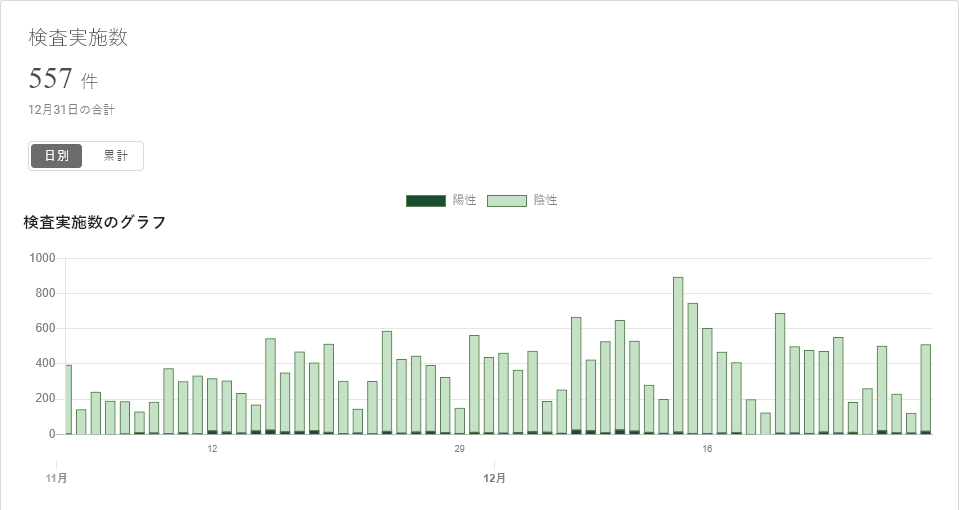 検査実施数
557 件
12月31日の合計
日別 累計
陽性 陰性
検査実施数のグラフ
1000
800
600
400
200
0
12 29 16
11月 12月